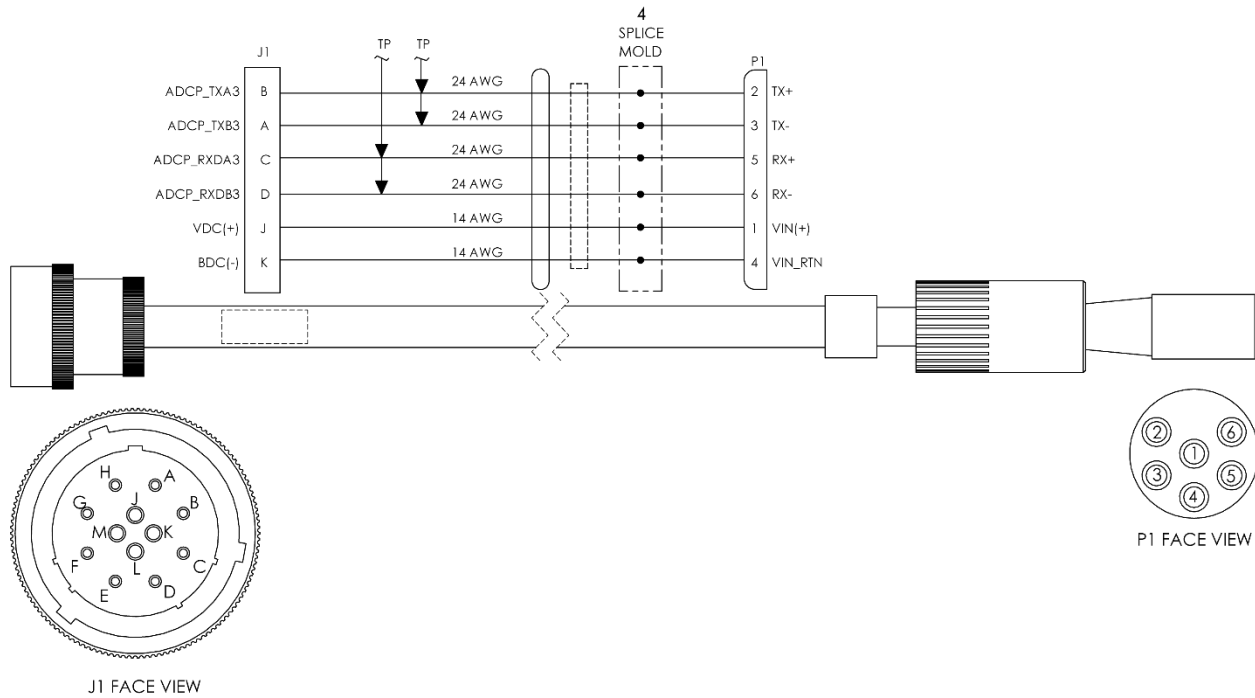 4
SPLICE
MOLD
TP TP
J1
P1
ADCP_TXA3 B 24 AWG 2 TX+
ADCP_TXB3 A 24 AWG 3 TX-
ADCP_RXDA3 C 24 AWG 5 RX+
ADCP_RXDB3 D 24 AWG 6 RX-
VDC(+) J 14 AWG 1 VIN(+)
BDC(-) K 14 AWG 4 VIN_RTN
H A
G J B
M K
F L C
E D
J1 FACE VIEW
2 6
1
3 5
4
P1 FACE VIEW